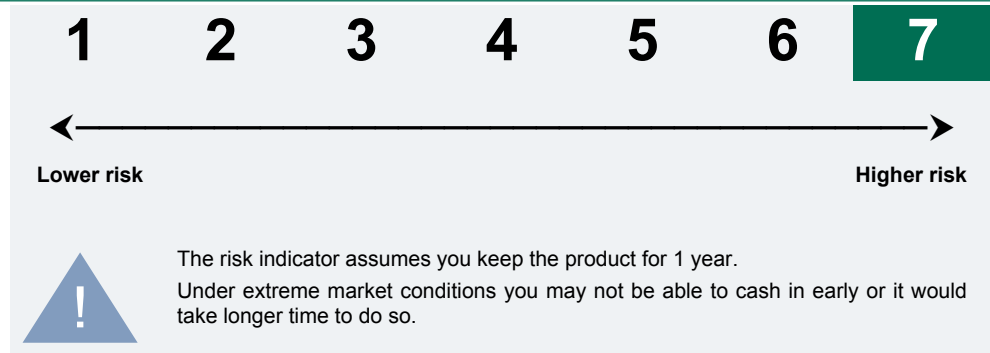 1 2 3 4 5 6 7
Lower risk Higher risk
The risk indicator assumes you keep the product for 1 year.
Under extreme market conditions you may not be able to cash in early or it would
take longer time to do so.
!